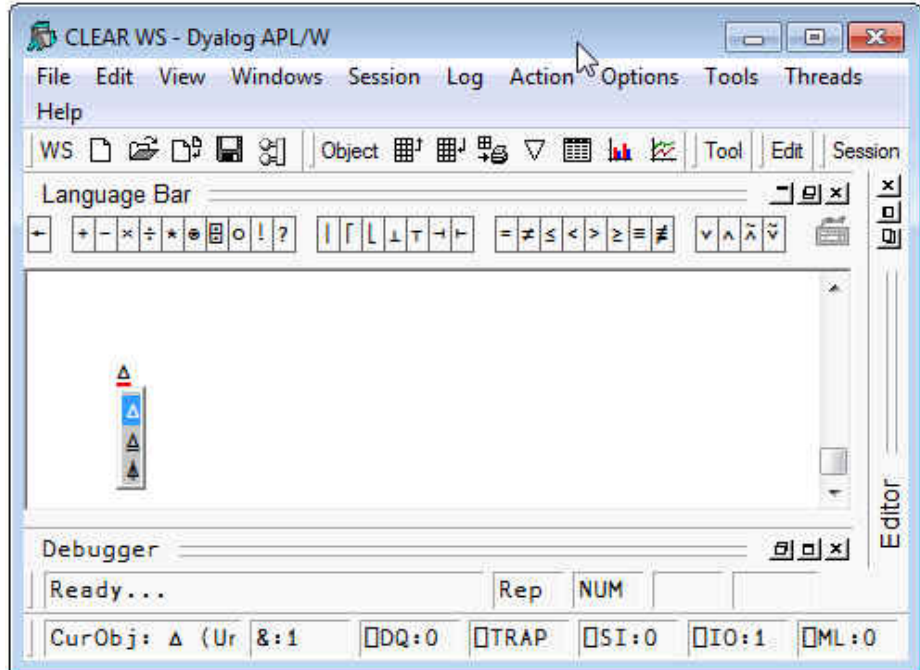 CLEAR WS - Dyalog APL/W
File Edit View Windows Session Log Action Options Tools Threads
Help
WS Object Tool Edit Session
Language Bar
← + - × ÷ * ⍟ ⌹ ○ ! ? | ⌈ ⌊ ⊥ ⊤ ⊣ ⊢ = ≠ ≤ < > ≥ ≡ ≢ ∨ ∧ ⍲ ⍱
∆
∆
⍙
⍋
Editor
Debugger
Ready... Rep NUM
CurObj: ∆ (Ur &:1 ⎕DQ:0 ⎕TRAP ⎕SI:0 ⎕IO:1 ⎕ML:0